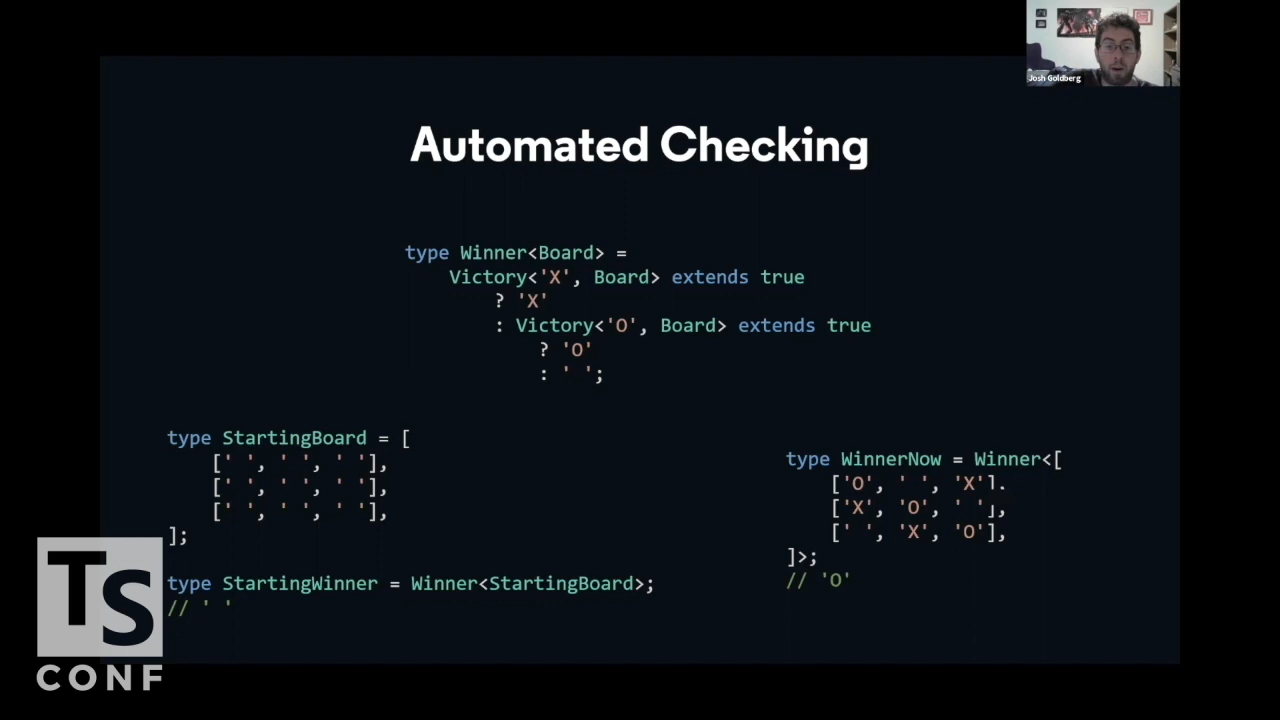 Josh Goldberg
Automated Checking
type Winner<Board> =
    Victory<'X', Board> extends true
        ? 'X'
        : Victory<'O', Board> extends true
            ? 'O'
            : ' ';
type StartingBoard = [
    [' ', ' ', ' '],
    [' ', ' ', ' '],
    [' ', ' ', ' '],
];
type StartingWinner = Winner<StartingBoard>;
// ' '
type WinnerNow = Winner<[
    ['O', ' ', 'X'],
    ['X', 'O', ' '],
    [' ', 'X', 'O'],
]>;
// 'O'
TS
CONF